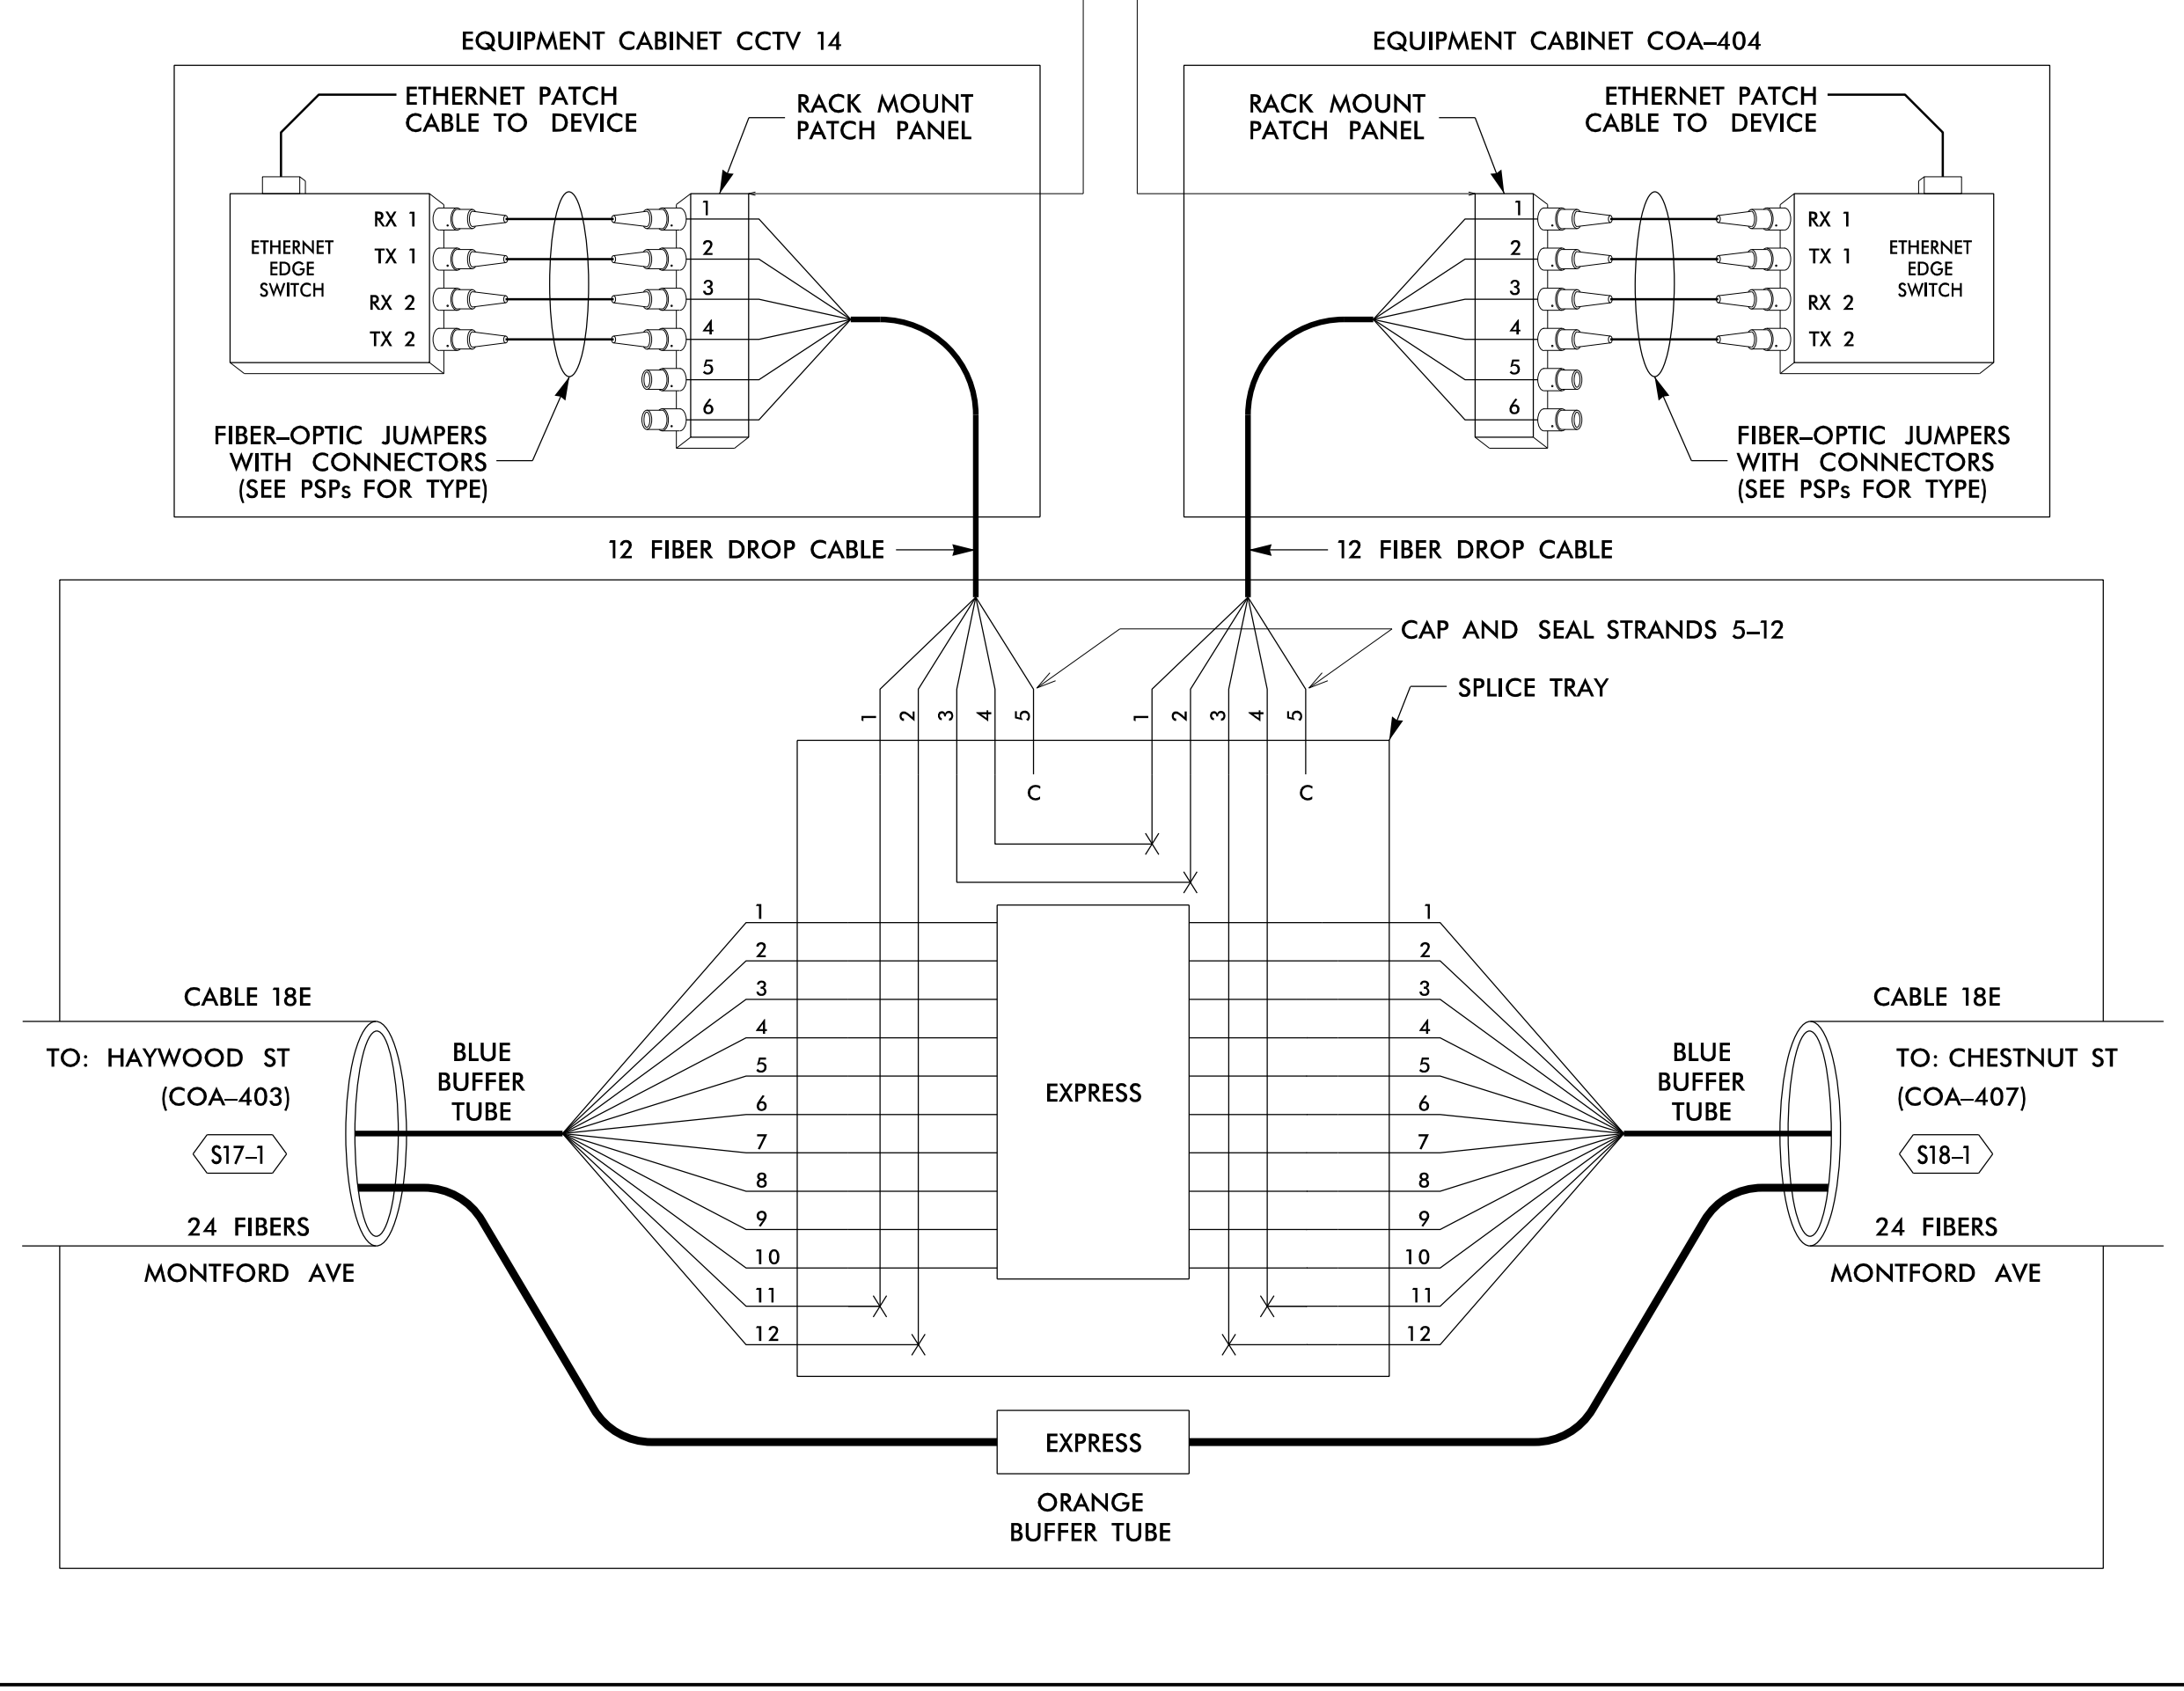 EQUIPMENT CABINET CCTV 14
ETHERNET PATCH
CABLE TO DEVICE
RACK MOUNT
PATCH PANEL
ETHERNET
EDGE
SWITCH
RX 1
TX 1
RX 2
TX 2
1
2
3
4
5
6
FIBER–OPTIC JUMPERS
WITH CONNECTORS
(SEE PSPs FOR TYPE)
EQUIPMENT CABINET COA–404
RACK MOUNT
PATCH PANEL
ETHERNET PATCH
CABLE TO DEVICE
1
2
3
4
5
6
RX 1
TX 1
RX 2
TX 2
ETHERNET
EDGE
SWITCH
FIBER–OPTIC JUMPERS
WITH CONNECTORS
(SEE PSPs FOR TYPE)
12 FIBER DROP CABLE
12 FIBER DROP CABLE
CAP AND SEAL STRANDS 5–12
SPLICE TRAY
1
2
3
4
5
1
2
3
4
5
C
C
CABLE 18E
TO: HAYWOOD ST
(COA–403)
S17–1
24 FIBERS
MONTFORD AVE
BLUE
BUFFER
TUBE
1
2
3
4
5
6
7
8
9
10
11
12
EXPRESS
1
2
3
4
5
6
7
8
9
10
11
12
BLUE
BUFFER
TUBE
CABLE 18E
TO: CHESTNUT ST
(COA–407)
S18–1
24 FIBERS
MONTFORD AVE
EXPRESS
ORANGE
BUFFER TUBE